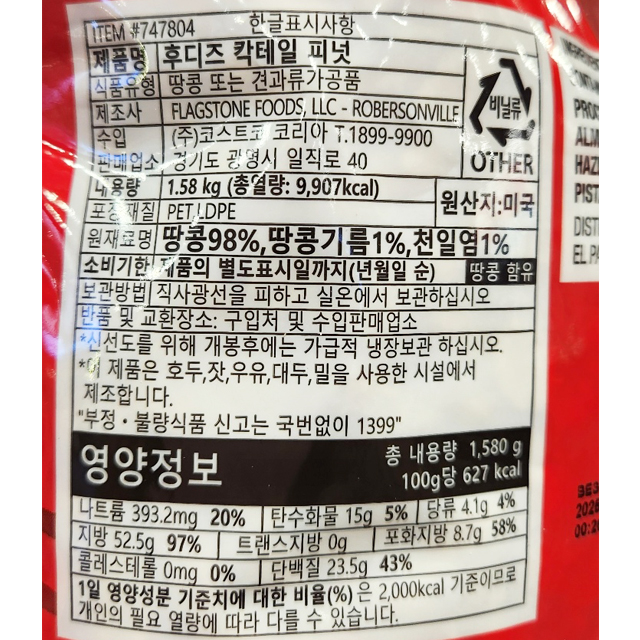 ITEM #747804 한글표시사항
제품명 후디즈 칵테일 피넛
식품유형 땅콩 또는 견과류가공품
제조사 FLAGSTONE FOODS, LLC - ROBERSONVILLE
수입 (주)코스트코 코리아 T.1899-9900
판매업소 경기도 광명시 일직로 40
비닐류
OTHER
내용량 1.58 kg (총열량: 9,907kcal)
포장재질 PET,LDPE
원산지:미국
원재료명 땅콩98%,땅콩기름1%,천일염1%
소비기한 제품의 별도표시일까지(년월일 순) 땅콩 함유
보관방법 직사광선을 피하고 실온에서 보관하십시오
반품 및 교환장소: 구입처 및 수입판매업소
*신선도를 위해 개봉후에는 가급적 냉장보관 하십시오.
*이 제품은 호두,잣,우유,대두,밀을 사용한 시설에서
제조합니다.
"부정·불량식품 신고는 국번없이 1399"
영양정보
총 내용량 1,580 g
100g당 627 kcal
나트륨 393.2mg 20% 탄수화물 15g 5% 당류 4.1g 4%
지방 52.5g 97% 트랜스지방 0g 포화지방 8.7g 58%
콜레스테롤 0mg 0% 단백질 23.5g 43%
1일 영양성분 기준치에 대한 비율(%)은 2,000kcal 기준이므로
개인의 필요 열량에 따라 다를 수 있습니다.